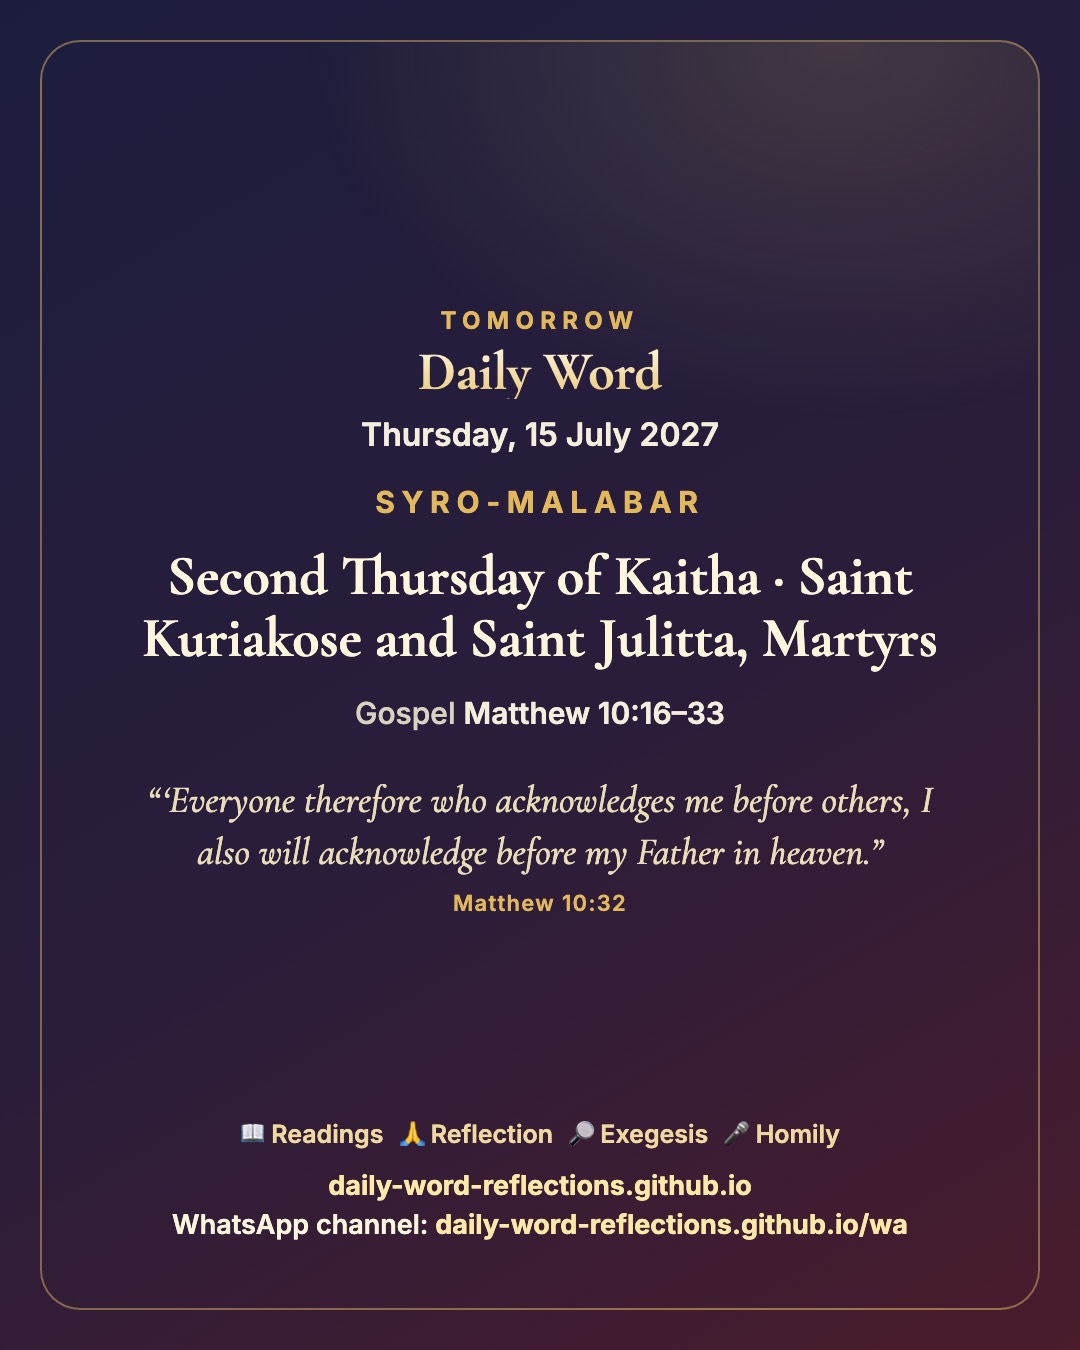 TOMORROW
Daily Word
Thursday, 15 July 2027
SYRO-MALABAR
Second Thursday of Kaitha · Saint
Kuriakose and Saint Julitta, Martyrs
Gospel Matthew 10:16–33
“‘Everyone therefore who acknowledges me before others, I
also will acknowledge before my Father in heaven.”
Matthew 10:32
📖 Readings 🙏 Reflection 🔎 Exegesis 🎤 Homily
daily-word-reflections.github.io
WhatsApp channel: daily-word-reflections.github.io/wa